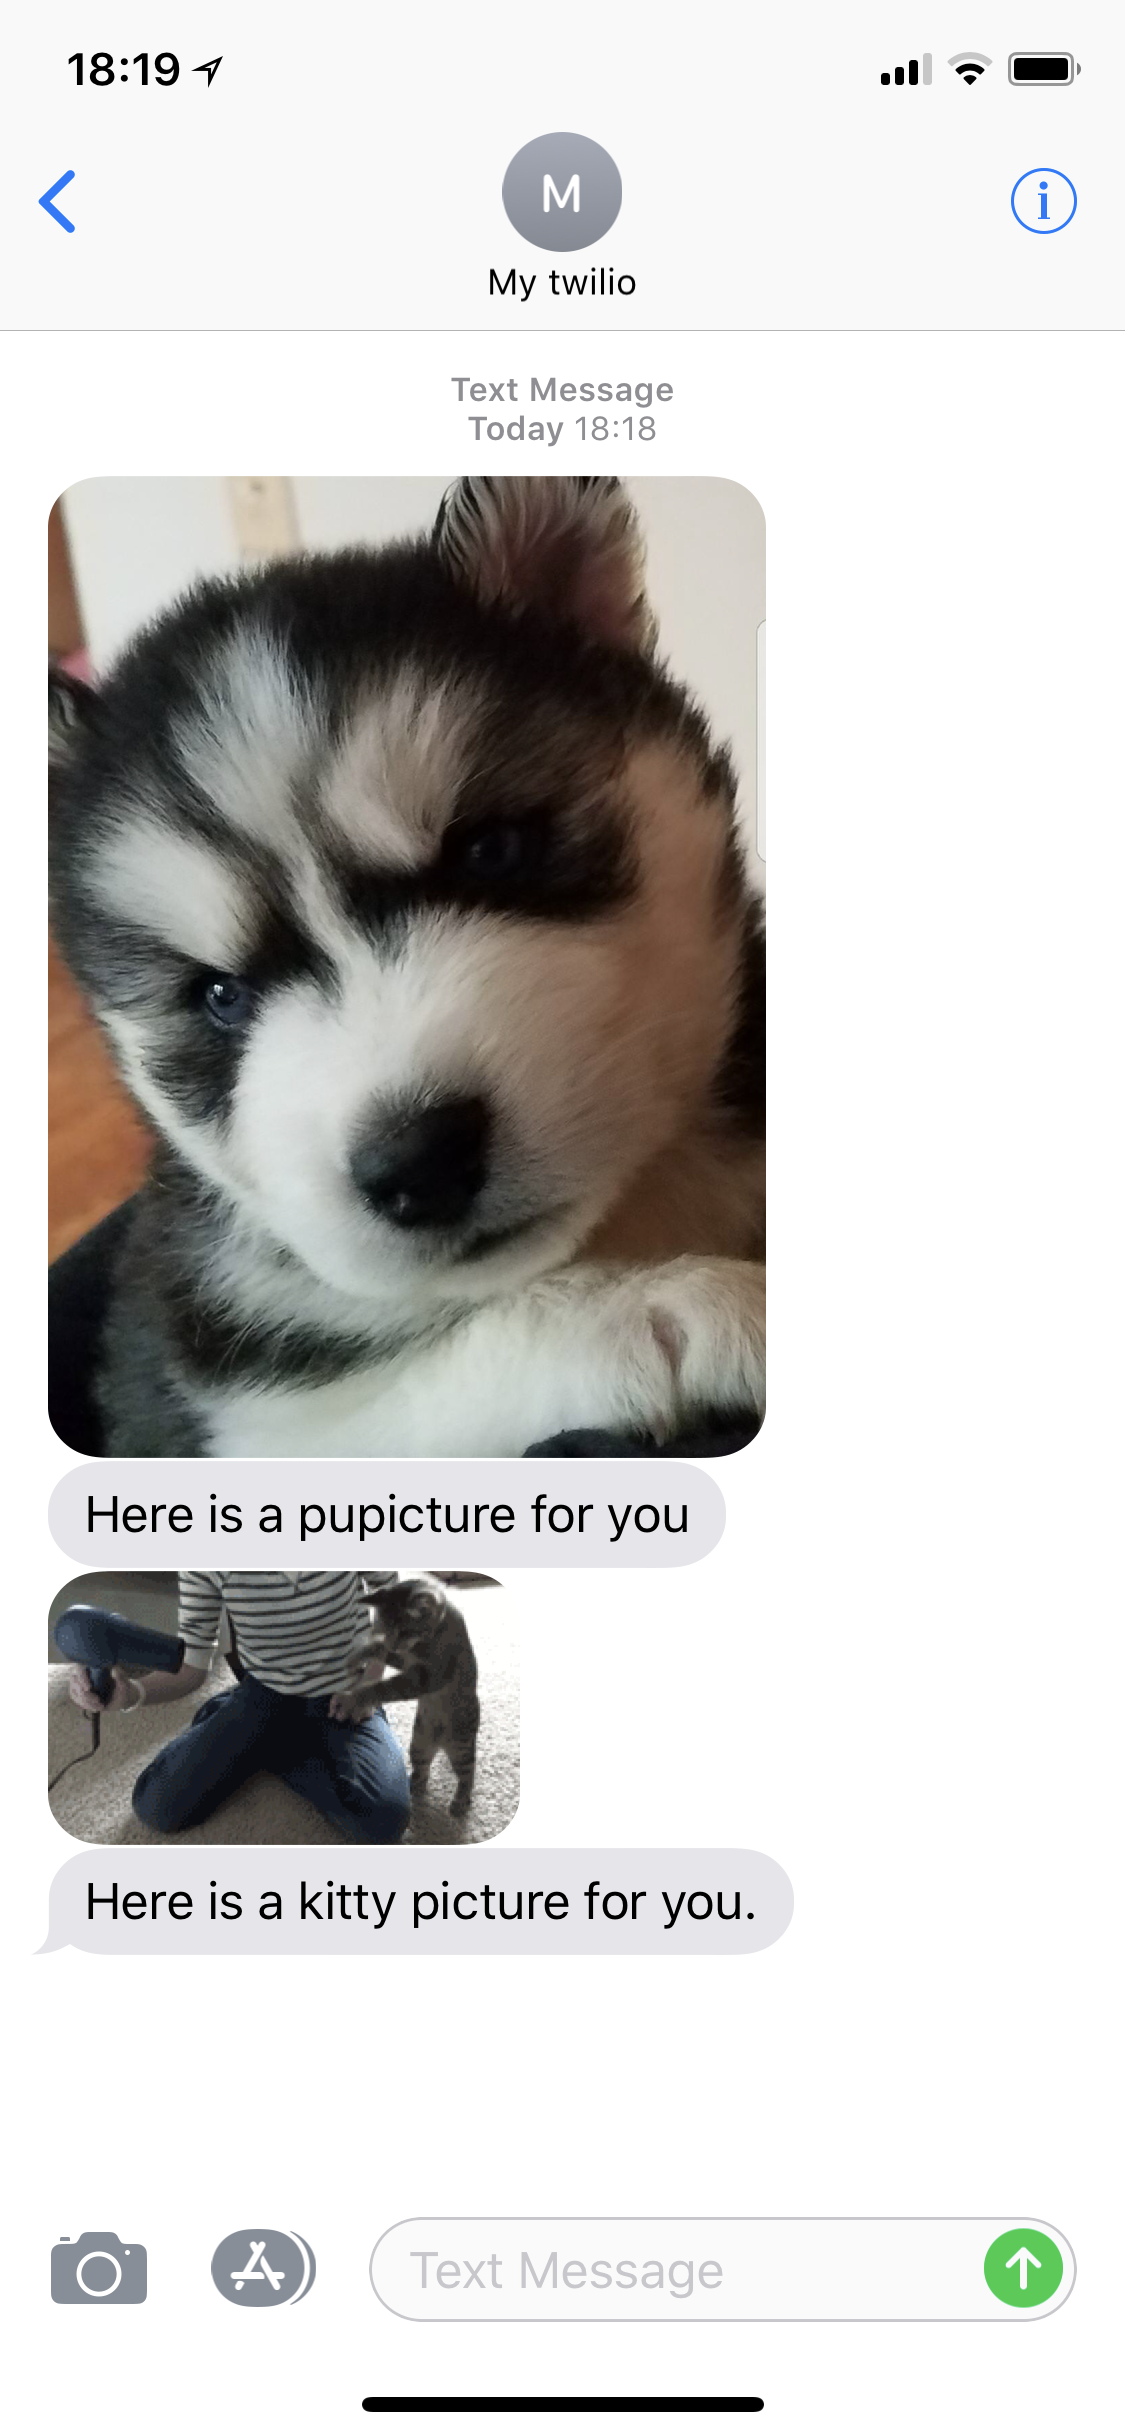 18:19
M
My twilio
Text Message
Today 18:18
Here is a pupicture for you
Here is a kitty picture for you.
Text Message